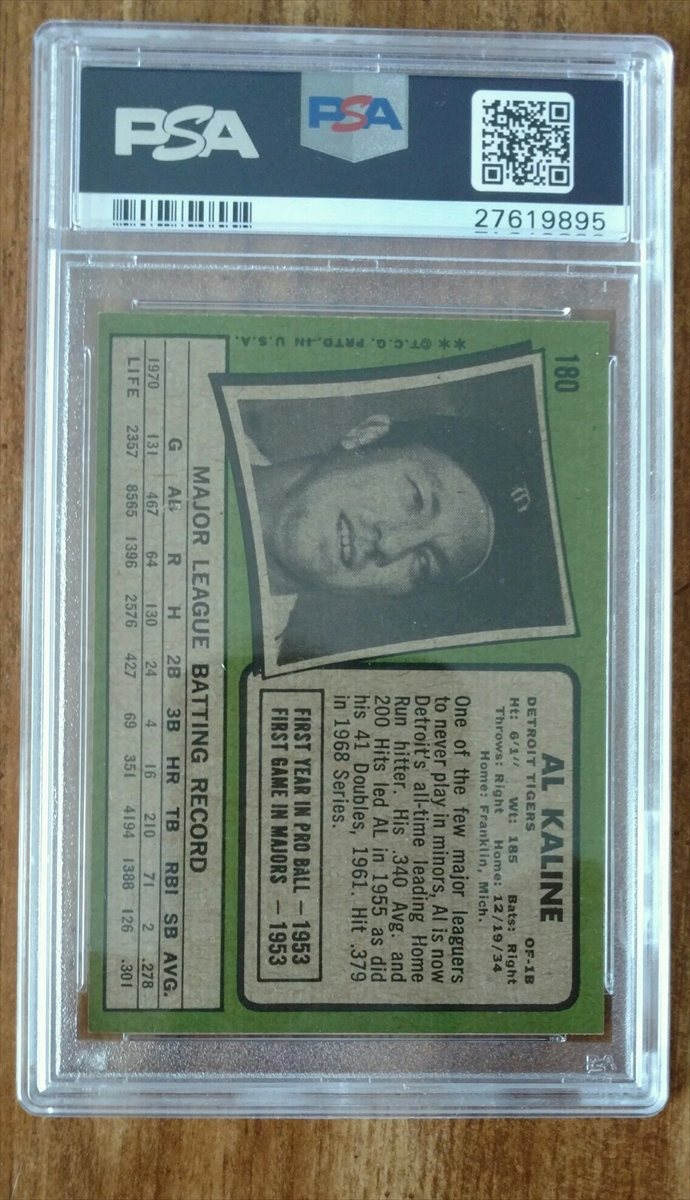 PSA
PSA
27619895
180
AL KALINE
DETROIT TIGERS OF-1B
Ht: 6'1" Wt: 185 Bats: Right
Throws: Right Home: 12/19/34
Home: Franklin, Mich.
One of the few major leaguers
to never play in minors, Al is now
Detroit's all-time leading Home
Run hitter. His .340 Avg. and
200 Hits led AL in 1955 as did
his 41 Doubles, 1961. Hit .379
in 1968 Series.
FIRST YEAR IN PRO BALL — 1953
FIRST GAME IN MAJORS — 1953
MAJOR LEAGUE BATTING RECORD
G AB R H 2B 3B HR TB RBI SB AVG.
1970 131 467 64 130 24 4 16 210 71 2 .278
LIFE 2357 8565 1396 2576 427 69 351 4194 1388 126 .301
**©T.C.G. PRTD. IN U.S.A.